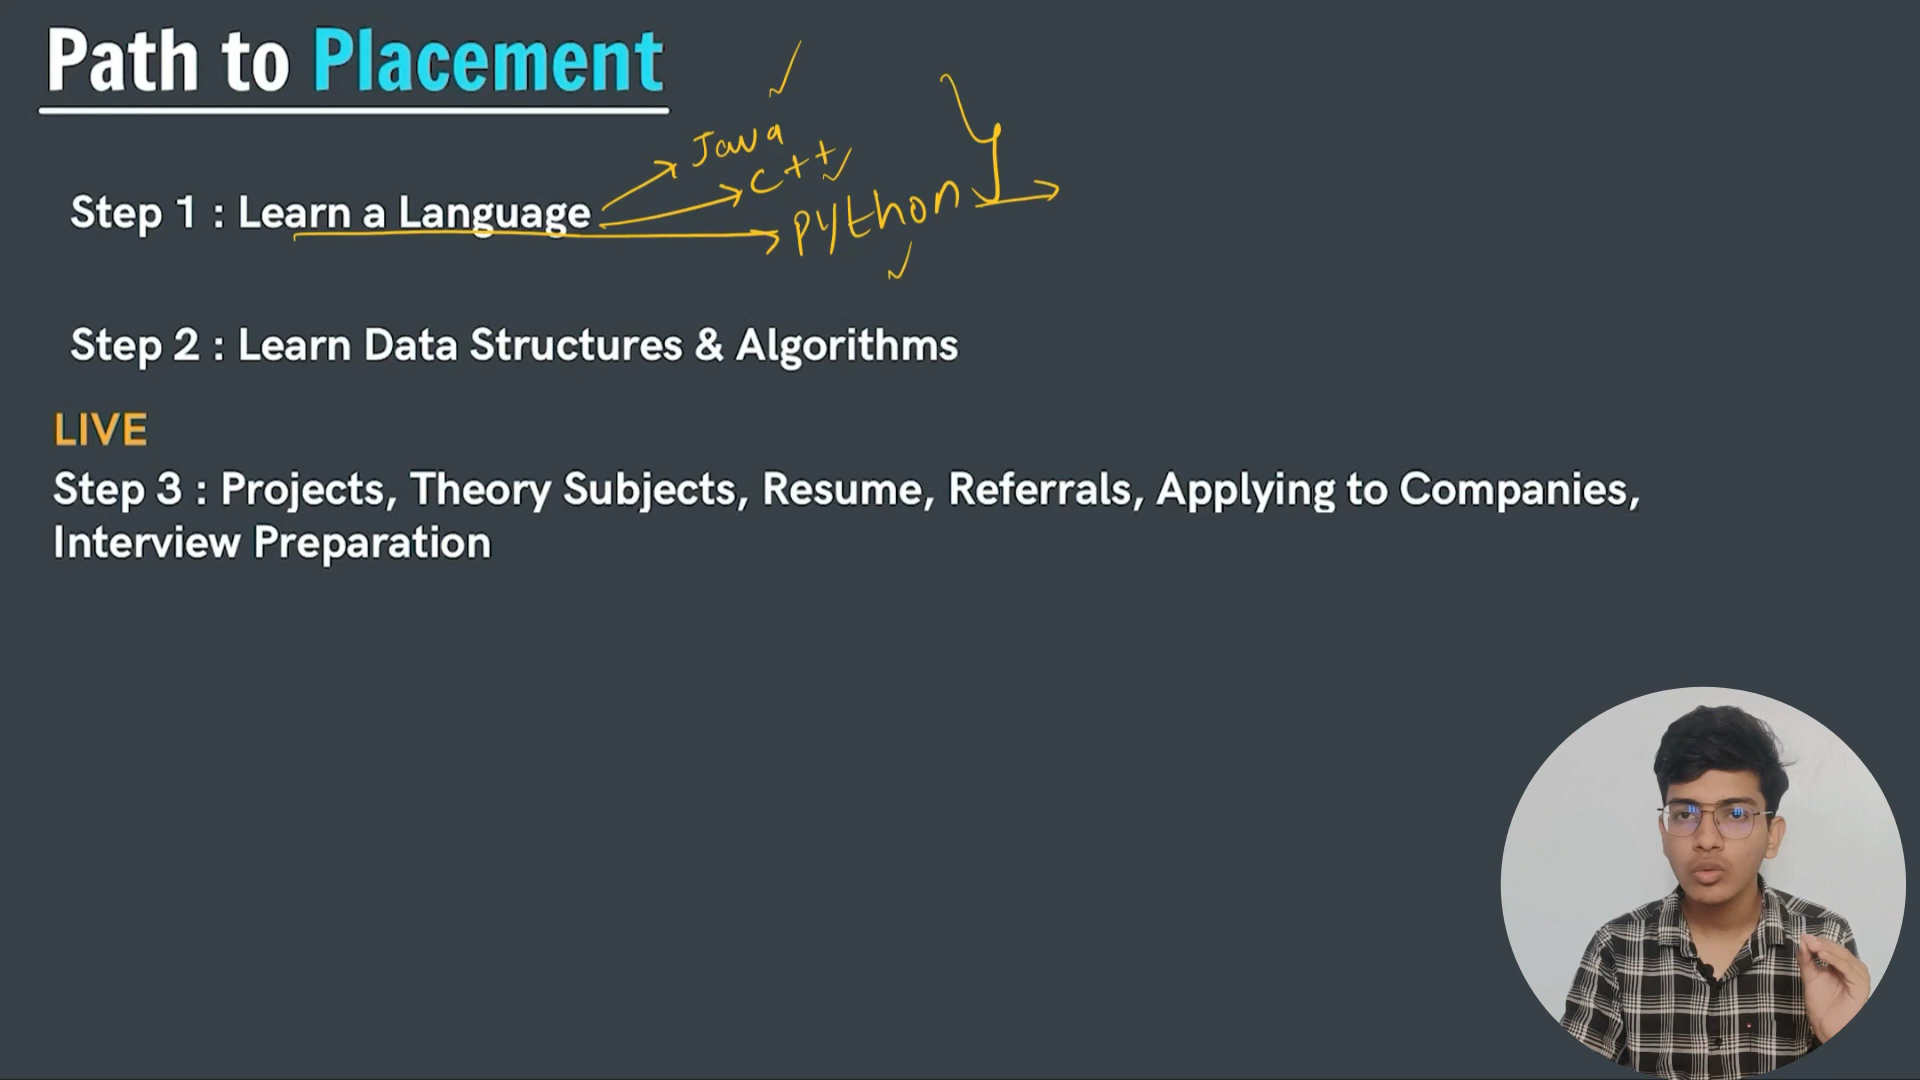 Path to Placement
Java
C++
Step 1 : Learn a Language
Python
Step 2 : Learn Data Structures & Algorithms
LIVE
Step 3 : Projects, Theory Subjects, Resume, Referrals, Applying to Companies,
Interview Preparation